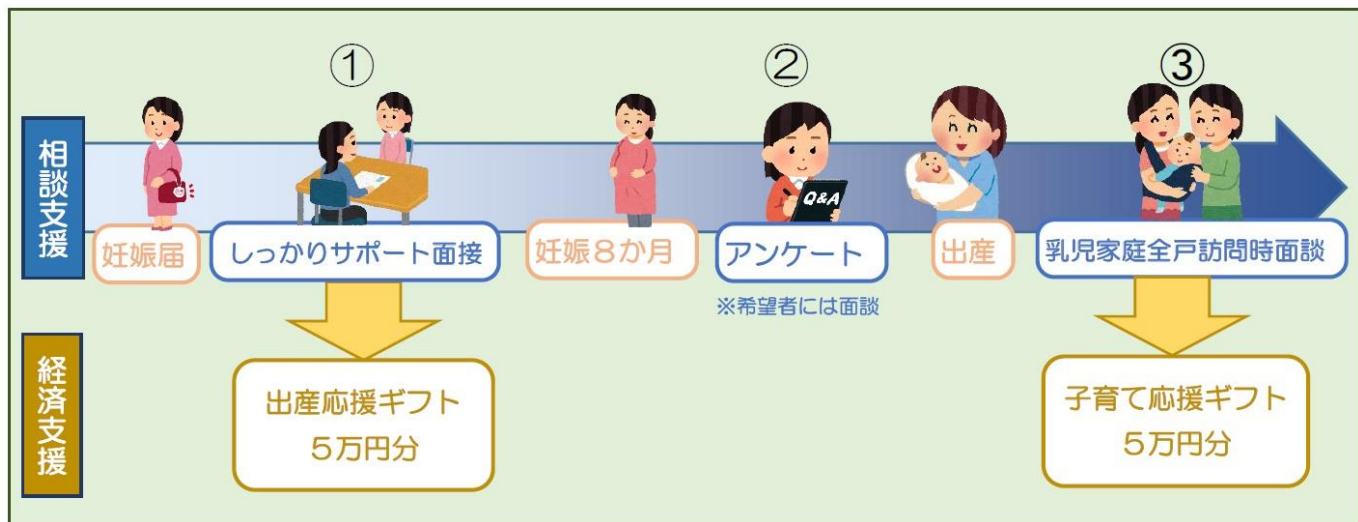 ①
②
③
相談支援
妊娠届
しっかりサポート面接
妊娠８か月
Q&A
アンケート
※希望者には面談
出産
乳児家庭全戸訪問時面談
経済支援
出産応援ギフト
５万円分
子育て応援ギフト
５万円分